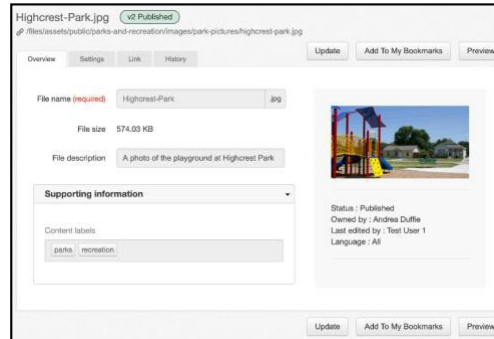 Highcrest-Park.jpg v2 Published
/files/assets/public/parks-and-recreation/images/park-pictures/highcrest-park.jpg
Update Add To My Bookmarks Preview
Overview Settings Link History
File name (required) Highcrest-Park .jpg
File size 574.03 KB
File description A photo of the playground at Highcrest Park
Supporting information
Content labels
parks recreation
Status : Published
Owned by : Andrea Duffie
Last edited by : Test User 1
Language : All
Update Add To My Bookmarks Preview